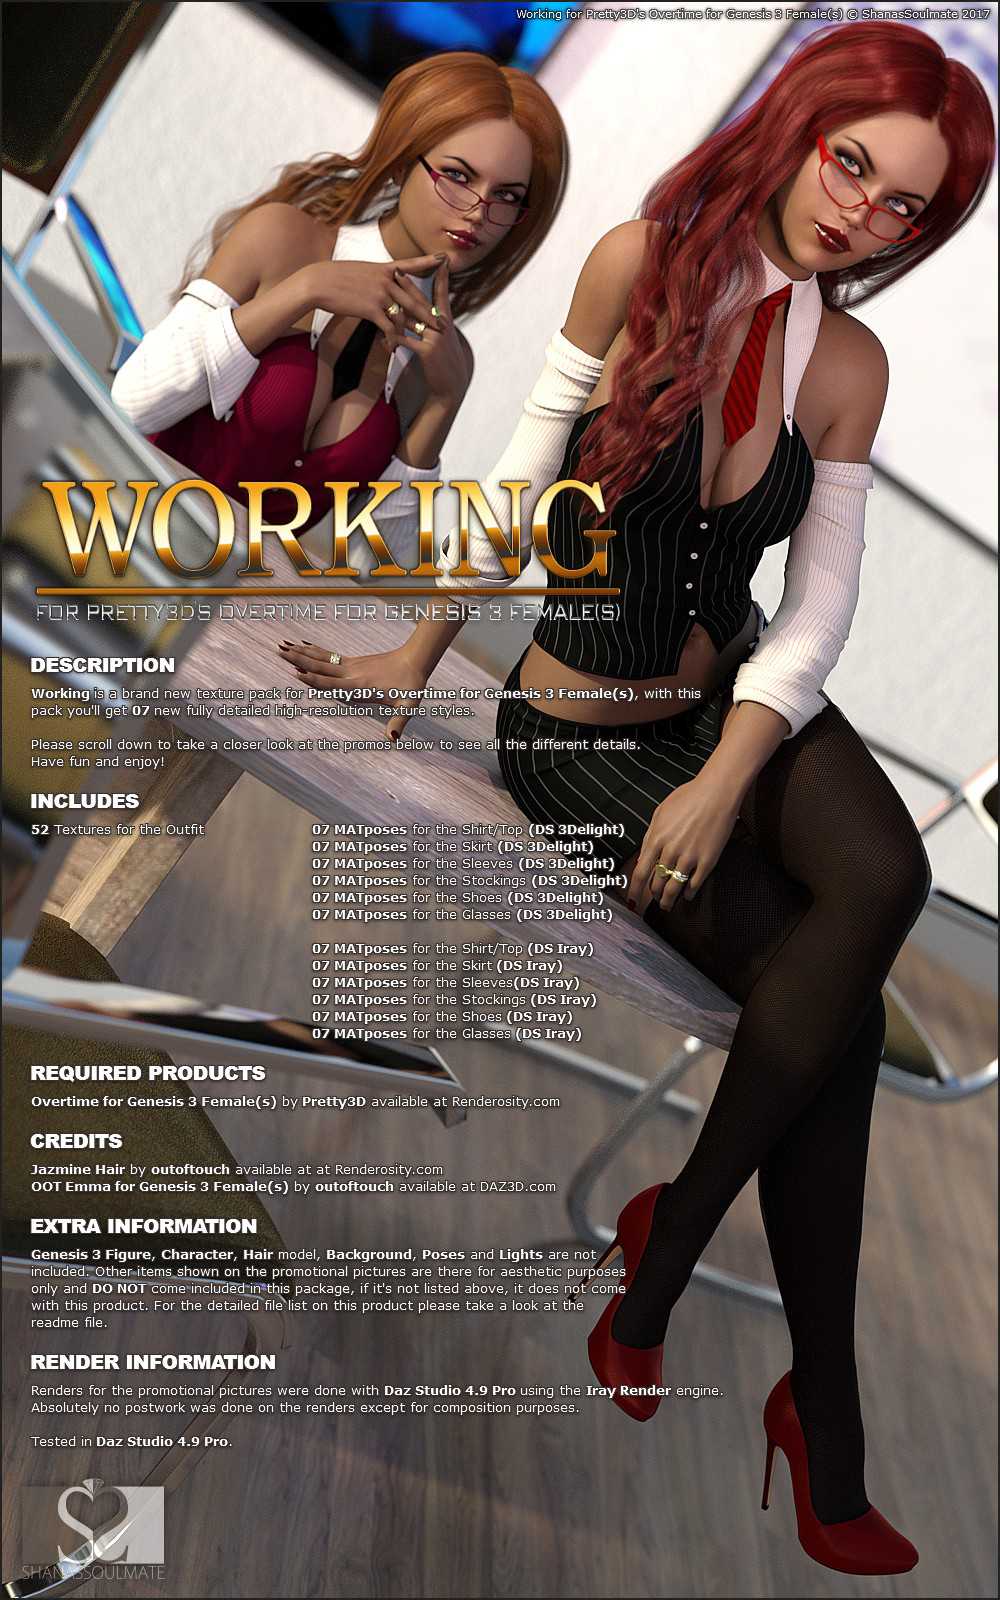 Working for Pretty3D's Overtime for Genesis 3 Female(s) © ShanasSoulmate 2017
WORKING
FOR PRETTY3D'S OVERTIME FOR GENESIS 3 FEMALE(S)
DESCRIPTION
Working is a brand new texture pack for Pretty3D's Overtime for Genesis 3 Female(s), with this
pack you'll get 07 new fully detailed high-resolution texture styles.
Please scroll down to take a closer look at the promos below to see all the different details.
Have fun and enjoy!
INCLUDES
52 Textures for the Outfit
07 MATposes for the Shirt/Top (DS 3Delight)
07 MATposes for the Skirt (DS 3Delight)
07 MATposes for the Sleeves (DS 3Delight)
07 MATposes for the Stockings (DS 3Delight)
07 MATposes for the Shoes (DS 3Delight)
07 MATposes for the Glasses (DS 3Delight)
07 MATposes for the Shirt/Top (DS Iray)
07 MATposes for the Skirt (DS Iray)
07 MATposes for the Sleeves(DS Iray)
07 MATposes for the Stockings (DS Iray)
07 MATposes for the Shoes (DS Iray)
07 MATposes for the Glasses (DS Iray)
REQUIRED PRODUCTS
Overtime for Genesis 3 Female(s) by Pretty3D available at Renderosity.com
CREDITS
Jazmine Hair by outoftouch available at at Renderosity.com
OOT Emma for Genesis 3 Female(s) by outoftouch available at DAZ3D.com
EXTRA INFORMATION
Genesis 3 Figure, Character, Hair model, Background, Poses and Lights are not
included. Other items shown on the promotional pictures are there for aesthetic purposes
only and DO NOT come included in this package, if it's not listed above, it does not come
with this product. For the detailed file list on this product please take a look at the
readme file.
RENDER INFORMATION
Renders for the promotional pictures were done with Daz Studio 4.9 Pro using the Iray Render engine.
Absolutely no postwork was done on the renders except for composition purposes.
Tested in Daz Studio 4.9 Pro.
SHANASSOULMATE